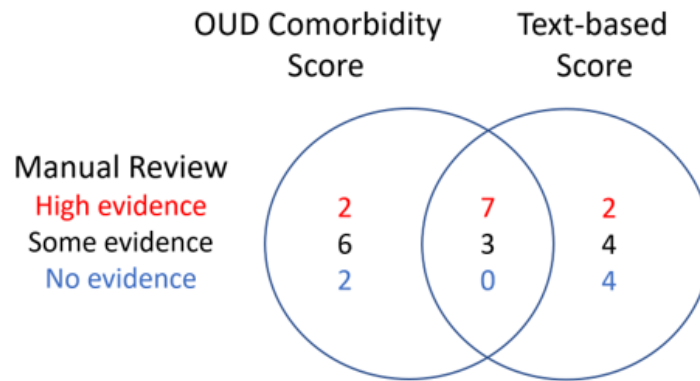 OUD Comorbidity Score
Text-based Score
Manual Review
High evidence 2 7 2
Some evidence 6 3 4
No evidence 2 0 4